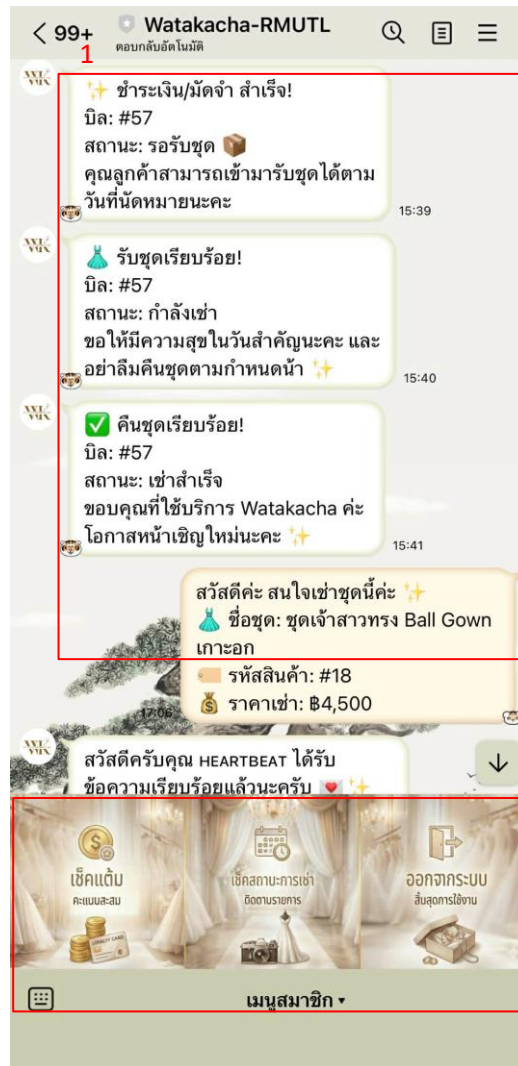 99+
Watakacha-RMUTL
ตอบกลับอัตโนมัติ
1
✨ ชำระเงิน/มัดจำ สำเร็จ!
บิล: #57
สถานะ: รอรับชุด 📦
คุณลูกค้าสามารถเข้ามารับชุดได้ตาม
วันที่นัดหมายนะคะ
15:39
👗 รับชุดเรียบร้อย!
บิล: #57
สถานะ: กำลังเช่า
ขอให้มีความสุขในวันสำคัญนะคะ และ
อย่าลืมคืนชุดตามกำหนดน้า ✨
15:40
✅ คืนชุดเรียบร้อย!
บิล: #57
สถานะ: เช่าสำเร็จ
ขอบคุณที่ใช้บริการ Watakacha ค่ะ
โอกาสหน้าเชิญใหม่นะคะ ✨
15:41
สวัสดีค่ะ สนใจเช่าชุดนี้ค่ะ ✨
👗 ชื่อชุด: ชุดเจ้าสาวทรง Ball Gown
เกาะอก
🏷️ รหัสสินค้า: #18
💰 ราคาเช่า: ฿4,500
17:06
สวัสดีครับคุณ HEARTBEAT ได้รับ
ข้อความเรียบร้อยแล้วนะครับ 💌 ✨
เช็คแต้ม
คะแนนสะสม
LOYALTY CARD
เช็คสถานะการเช่า
ติดตามรายการ
ออกจากระบบ
สิ้นสุดการใช้งาน
เมนูสมาชิก ▾